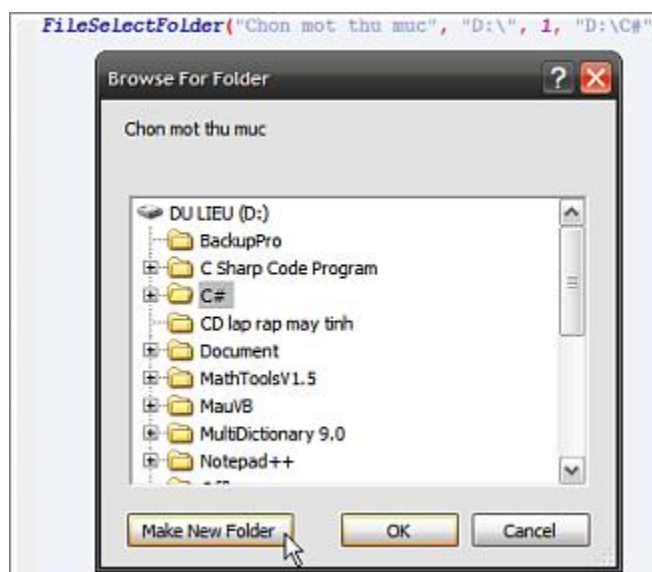 FileSelectFolder("Chon mot thu muc", "D:\", 1, "D:\C#"
Browse For Folder
?
Chon mot thu muc
DU LIEU (D:)
BackupPro
C Sharp Code Program
C#
CD lap rap may tinh
Document
MathToolsV1.5
MauVB
MultiDictionary 9.0
Notepad++
Make New Folder
OK
Cancel